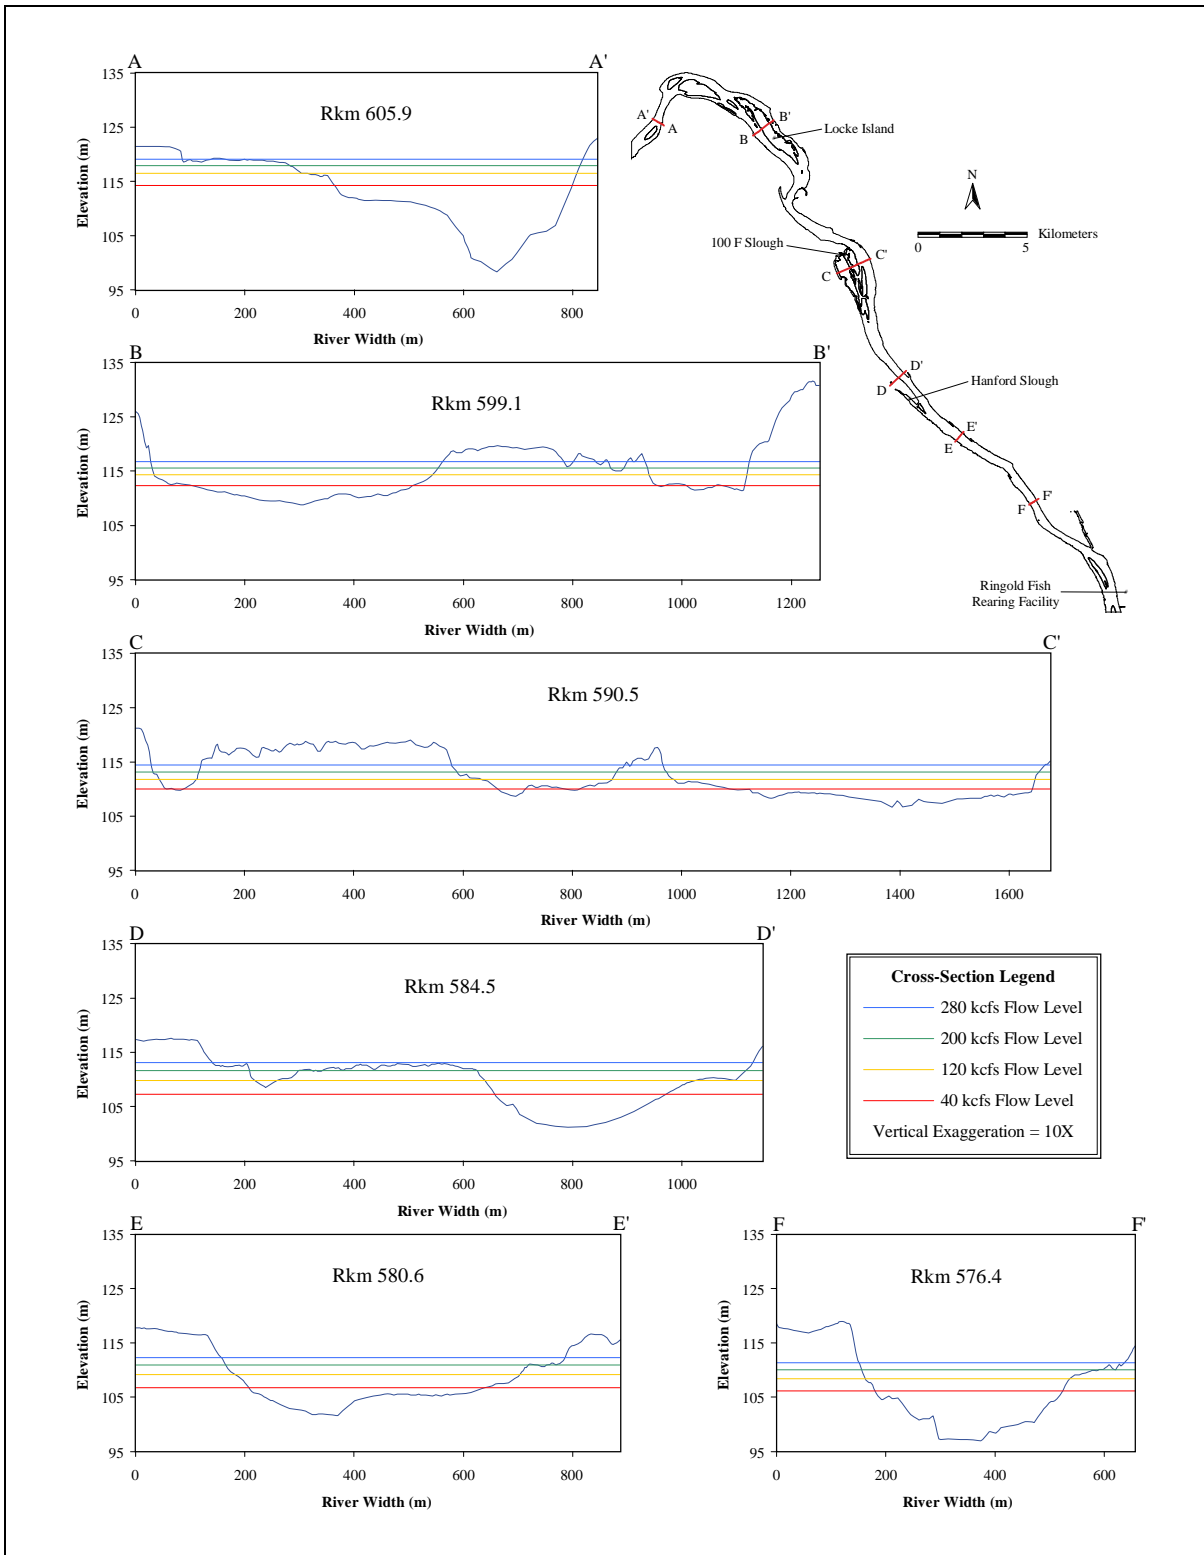 A A'
135
125
115
105
95
Elevation (m)
Rkm 605.9
0 200 400 600 800
River Width (m)
A' A
B' B
Locke Island
N
0 5 Kilometers
100 F Slough
C' C
D' D
Hanford Slough
E' E
F' F
Ringold Fish
Rearing Facility
B B'
135
125
115
105
95
Elevation (m)
Rkm 599.1
0 200 400 600 800 1000 1200
River Width (m)
C C'
135
125
115
105
95
Elevation (m)
Rkm 590.5
0 200 400 600 800 1000 1200 1400 1600
River Width (m)
D D'
135
125
115
105
95
Elevation (m)
Rkm 584.5
0 200 400 600 800 1000
River Width (m)
Cross-Section Legend
280 kcfs Flow Level
200 kcfs Flow Level
120 kcfs Flow Level
40 kcfs Flow Level
Vertical Exaggeration = 10X
E E'
135
125
115
105
95
Elevation (m)
Rkm 580.6
0 200 400 600 800
River Width (m)
F F'
135
125
115
105
95
Elevation (m)
Rkm 576.4
0 200 400 600
River Width (m)